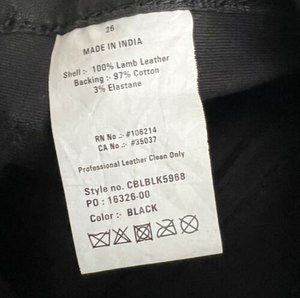 26
MADE IN INDIA
Shell :- 100% Lamb Leather
Backing :- 97% Cotton
3% Elastane
RN No .:- #106214
CA No .:- #35037
Professional Leather Clean Only
Style no. CBLBLK5968
PO : 16326-00
Color :- BLACK